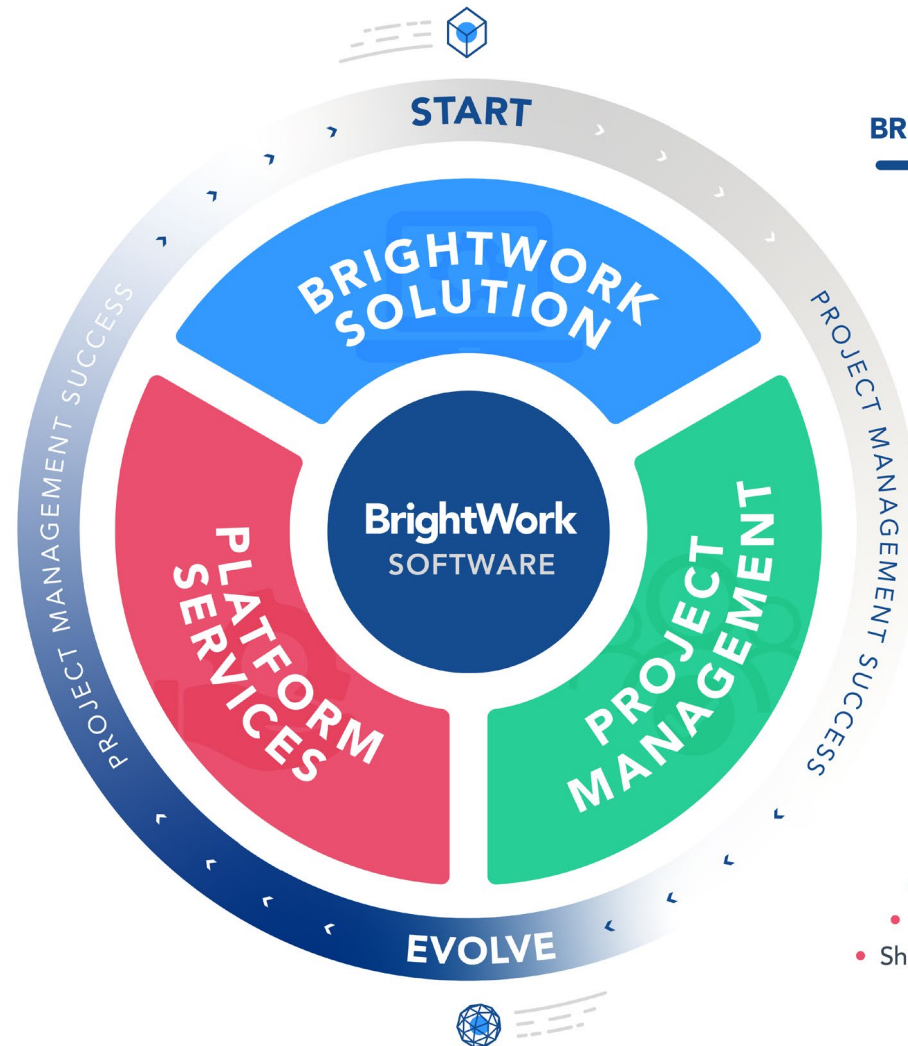 START
BR
BRIGHTWORK
SOLUTION
PROJECT MANAGEMENT SUCCESS
PROJECT MANAGEMENT SUCCESS
BrightWork
SOFTWARE
PLATFORM
SERVICES
PROJECT
MANAGEMENT
EVOLVE
Sh